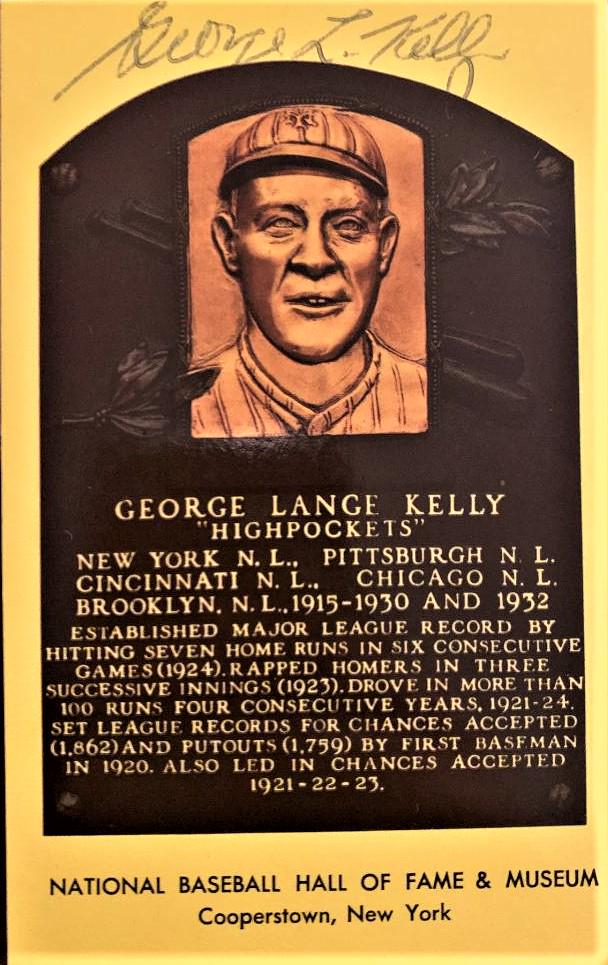 George L. Kelly
GEORGE LANGE KELLY
"HIGHPOCKETS"
NEW YORK N. L., PITTSBURGH N. L.
CINCINNATI N. L., CHICAGO N. L.
BROOKLYN, N. L., 1915-1930 AND 1932
ESTABLISHED MAJOR LEAGUE RECORD BY
HITTING SEVEN HOME RUNS IN SIX CONSECUTIVE
GAMES (1924). RAPPED HOMERS IN THREE
SUCCESSIVE INNINGS (1923). DROVE IN MORE THAN
100 RUNS FOUR CONSECUTIVE YEARS, 1921-24.
SET LEAGUE RECORDS FOR CHANCES ACCEPTED
(1,862) AND PUTOUTS (1,759) BY FIRST BASEMAN
IN 1920. ALSO LED IN CHANCES ACCEPTED
1921-22-23.
NATIONAL BASEBALL HALL OF FAME & MUSEUM
Cooperstown, New York